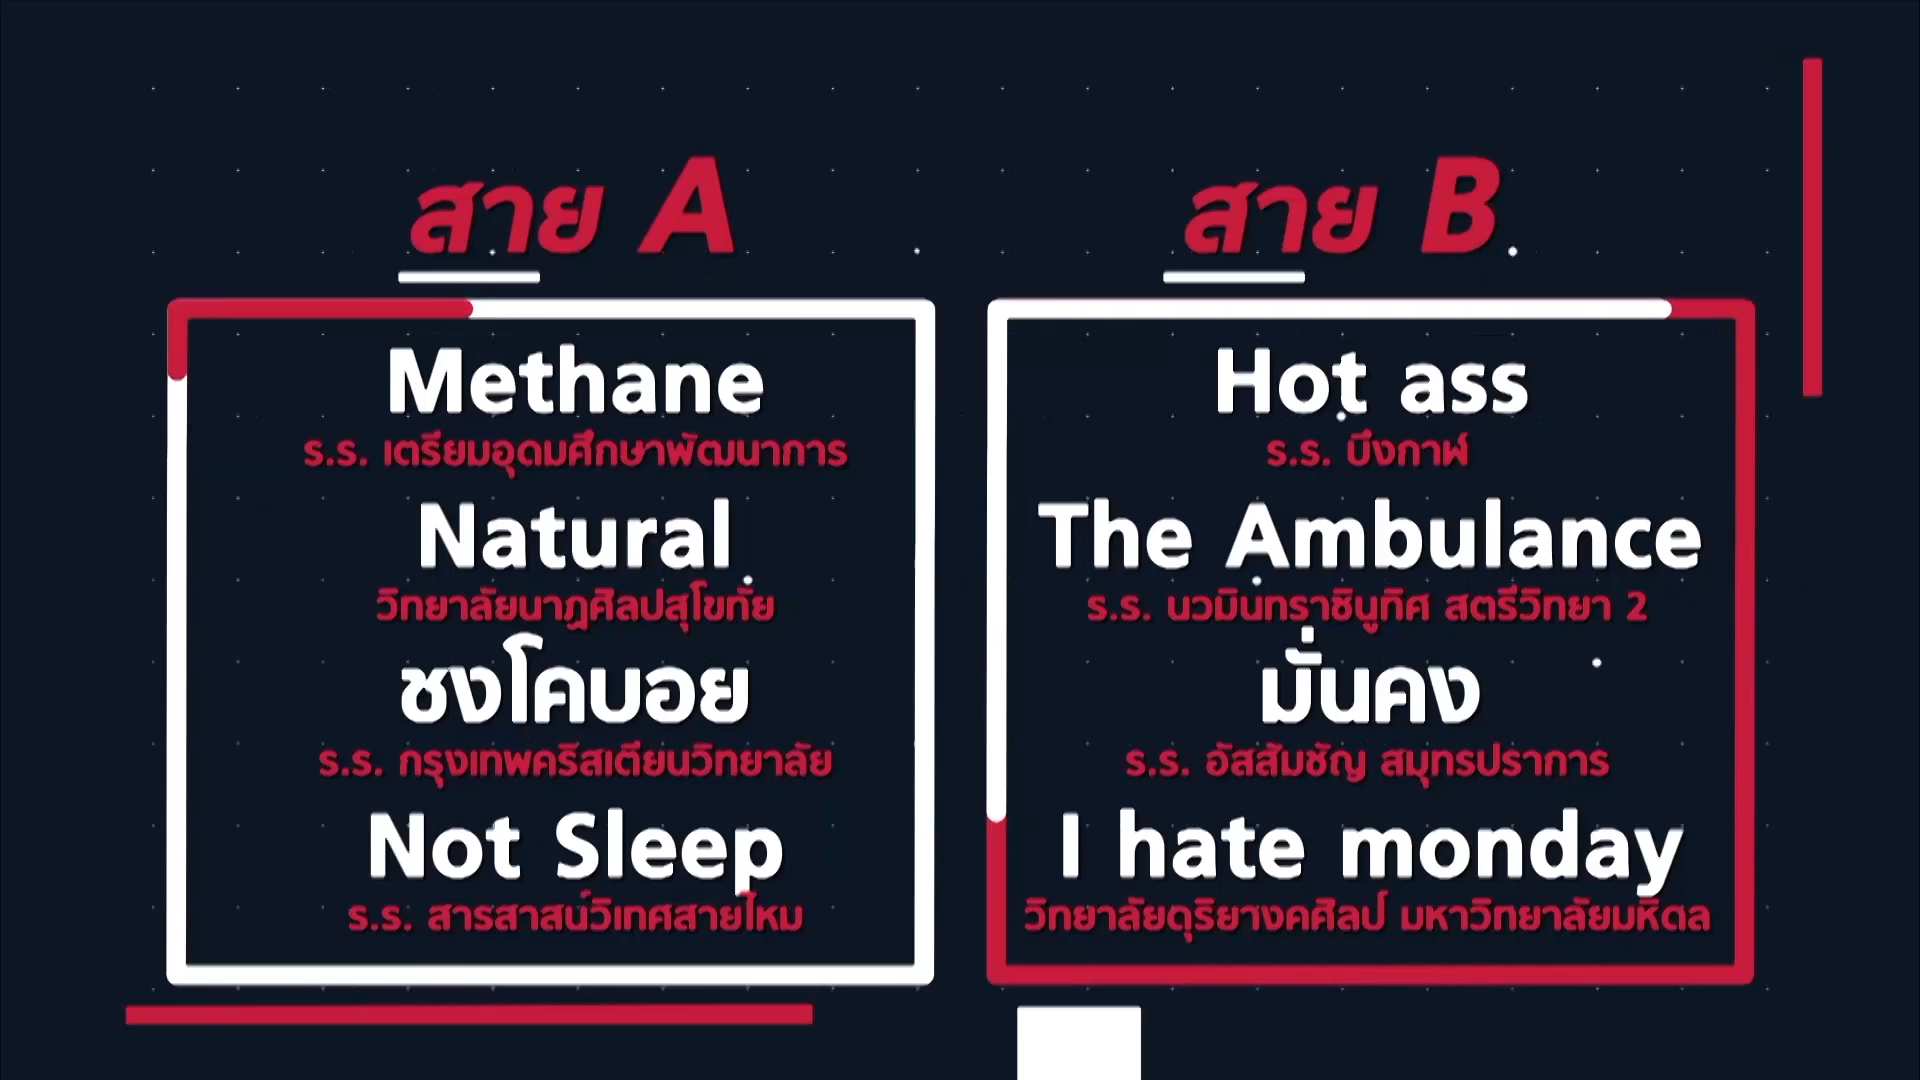 สาย A
Methane
ร.ร. เตรียมอุดมศึกษาพัฒนาการ
Natural
วิทยาลัยนาฏศิลปสุโขทัย
ชงโคบอย
ร.ร. กรุงเทพคริสเตียนวิทยาลัย
Not Sleep
ร.ร. สารสาสน์วิเทศสายไหม
สาย B
Hot ass
ร.ร. บึงกาฬ
The Ambulance
ร.ร. นวมินทราชินูทิศ สตรีวิทยา 2
มั่นคง
ร.ร. อัสสัมชัญ สมุทรปราการ
I hate monday
วิทยาลัยดุริยางคศิลป์ มหาวิทยาลัยมหิดล